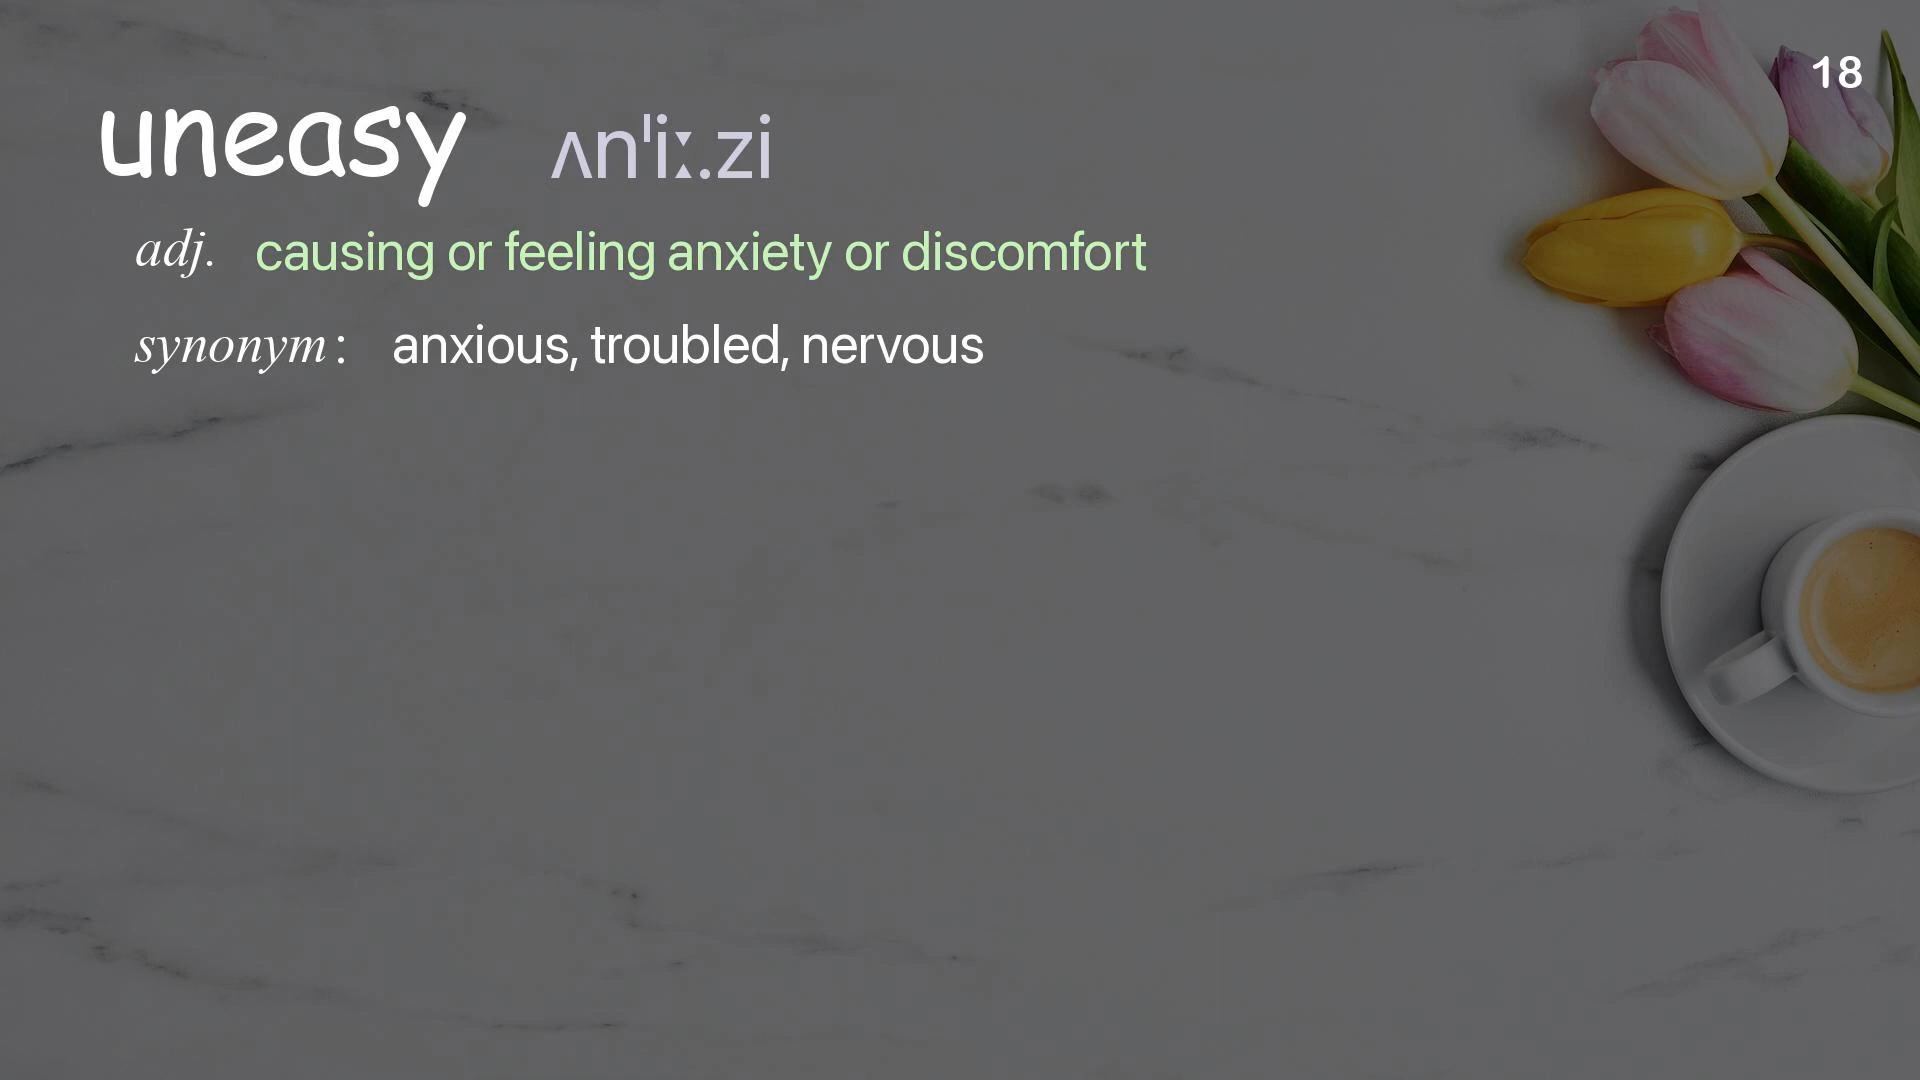 18
uneasy ʌnˈiː.zi
adj. causing or feeling anxiety or discomfort
synonym: anxious, troubled, nervous